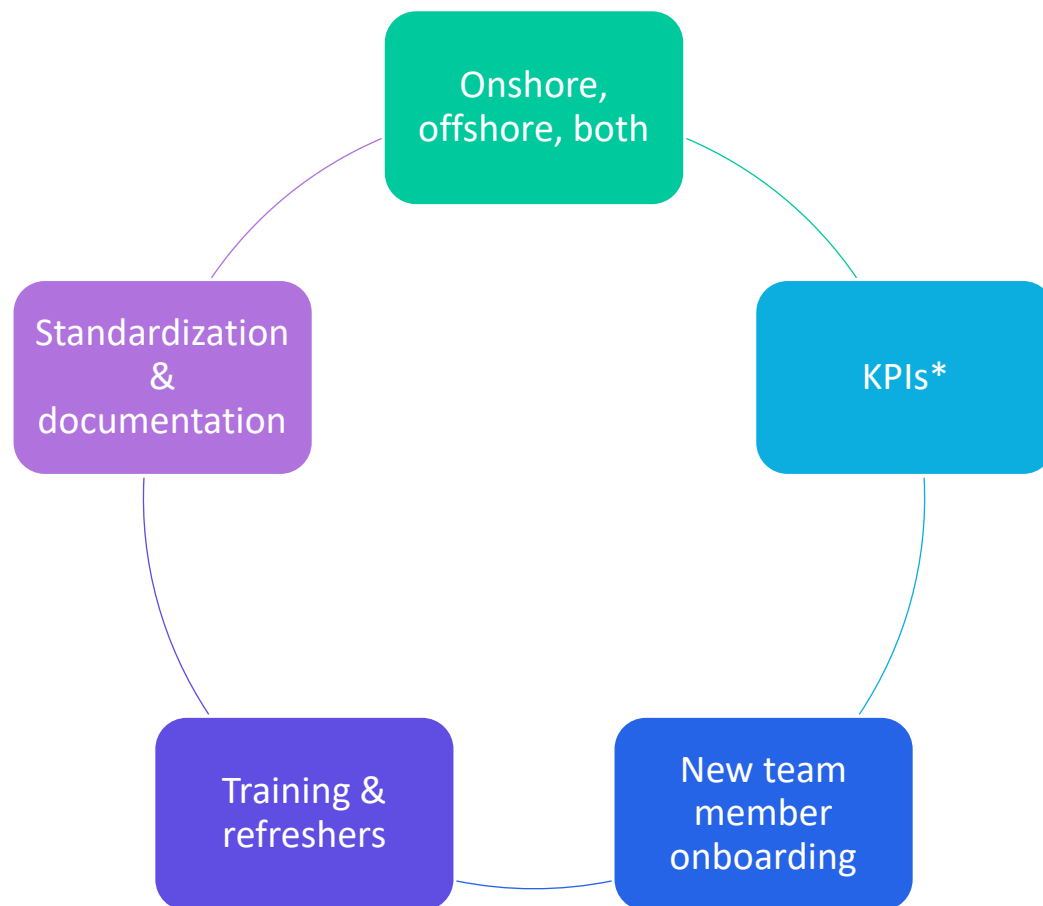 Onshore,
offshore, both
KPIs*
New team
member
onboarding
Training &
refreshers
Standardization
&
documentation